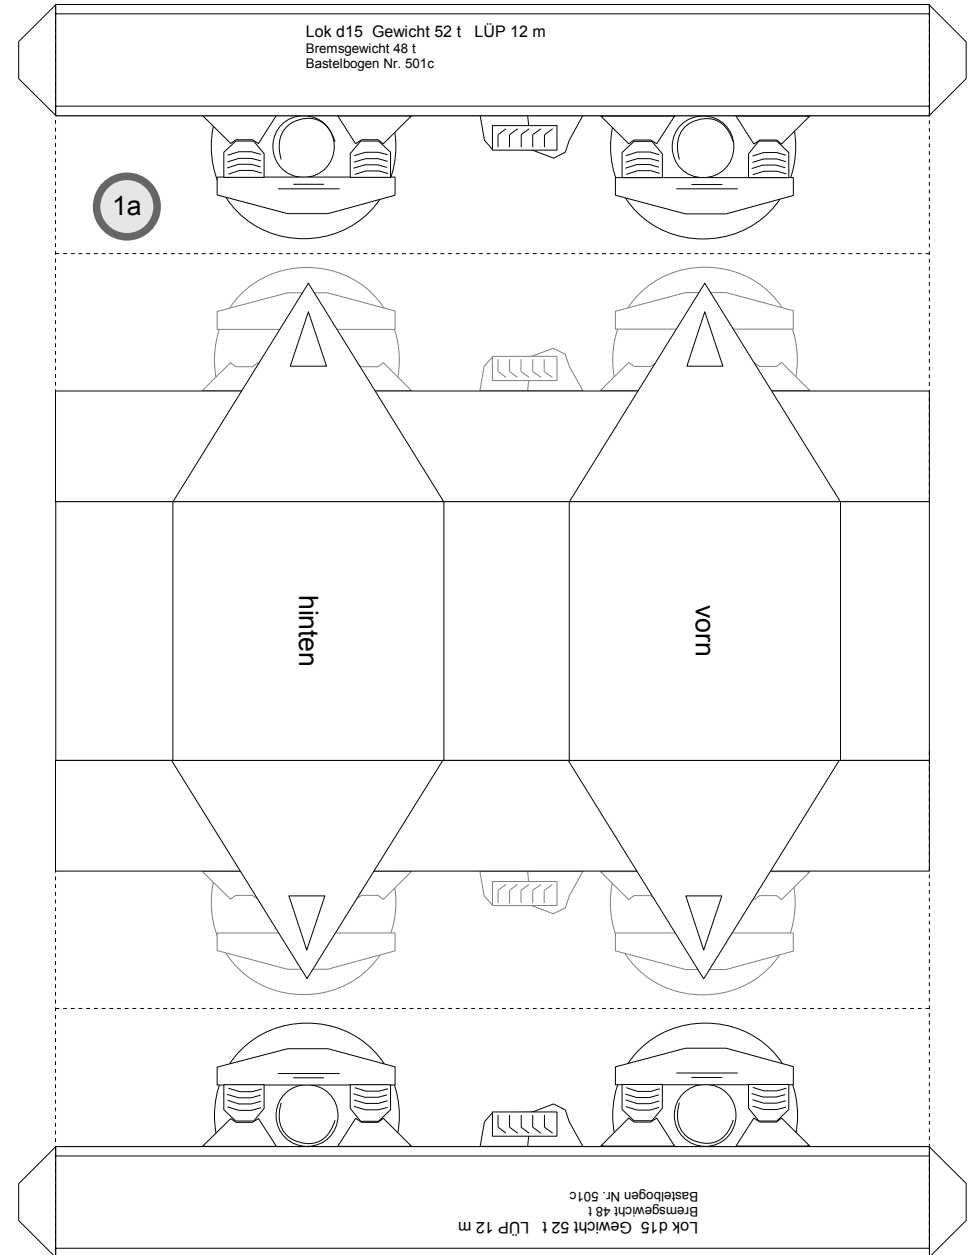 Lok d15 Gewicht 52 t LÜP 12 m
Bremsgewicht 48 t
Bastelbogen Nr. 501c
1a
hinten
vorn
Lok d15 Gewicht 52 t LÜP 12 m
Bremsgewicht 48 t
Bastelbogen Nr. 501c